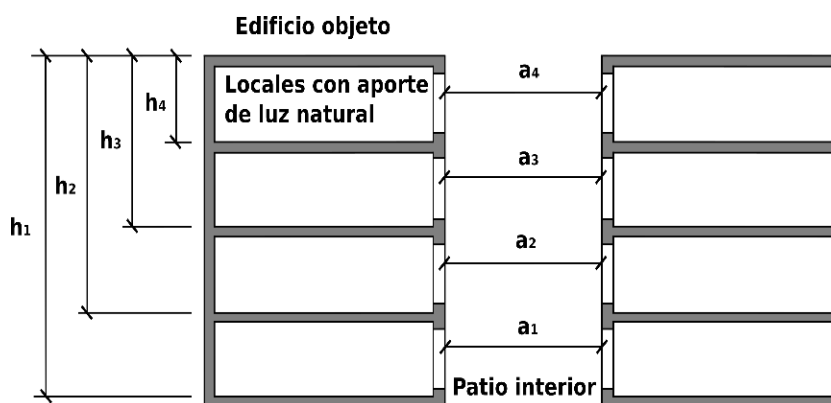 Edificio objeto
Locales con aporte
de luz natural
h4
h3
h2
h1
a4
a3
a2
a1
Patio interior